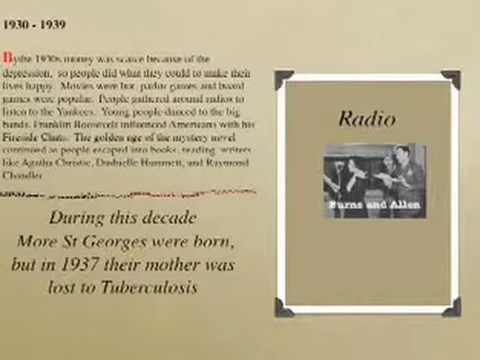 1930 - 1939
By the 1930s money was scarce because of the
depression, so people did what they could to make their
lives happy. Movies were hot, parlor games and board
games were popular. People gathered around radios to
listen to the Yankees. Young people danced to the big
bands. Franklin Roosevelt influenced Americans with his
Fireside Chats. The golden age of the mystery novel
continued as people escaped into books, reading writers
like Agatha Christie, Dashielle Hammett, and Raymond
Chandler.
During this decade
More St Georges were born,
but in 1937 their mother was
lost to Tuberculosis
Radio
Burns and Allen